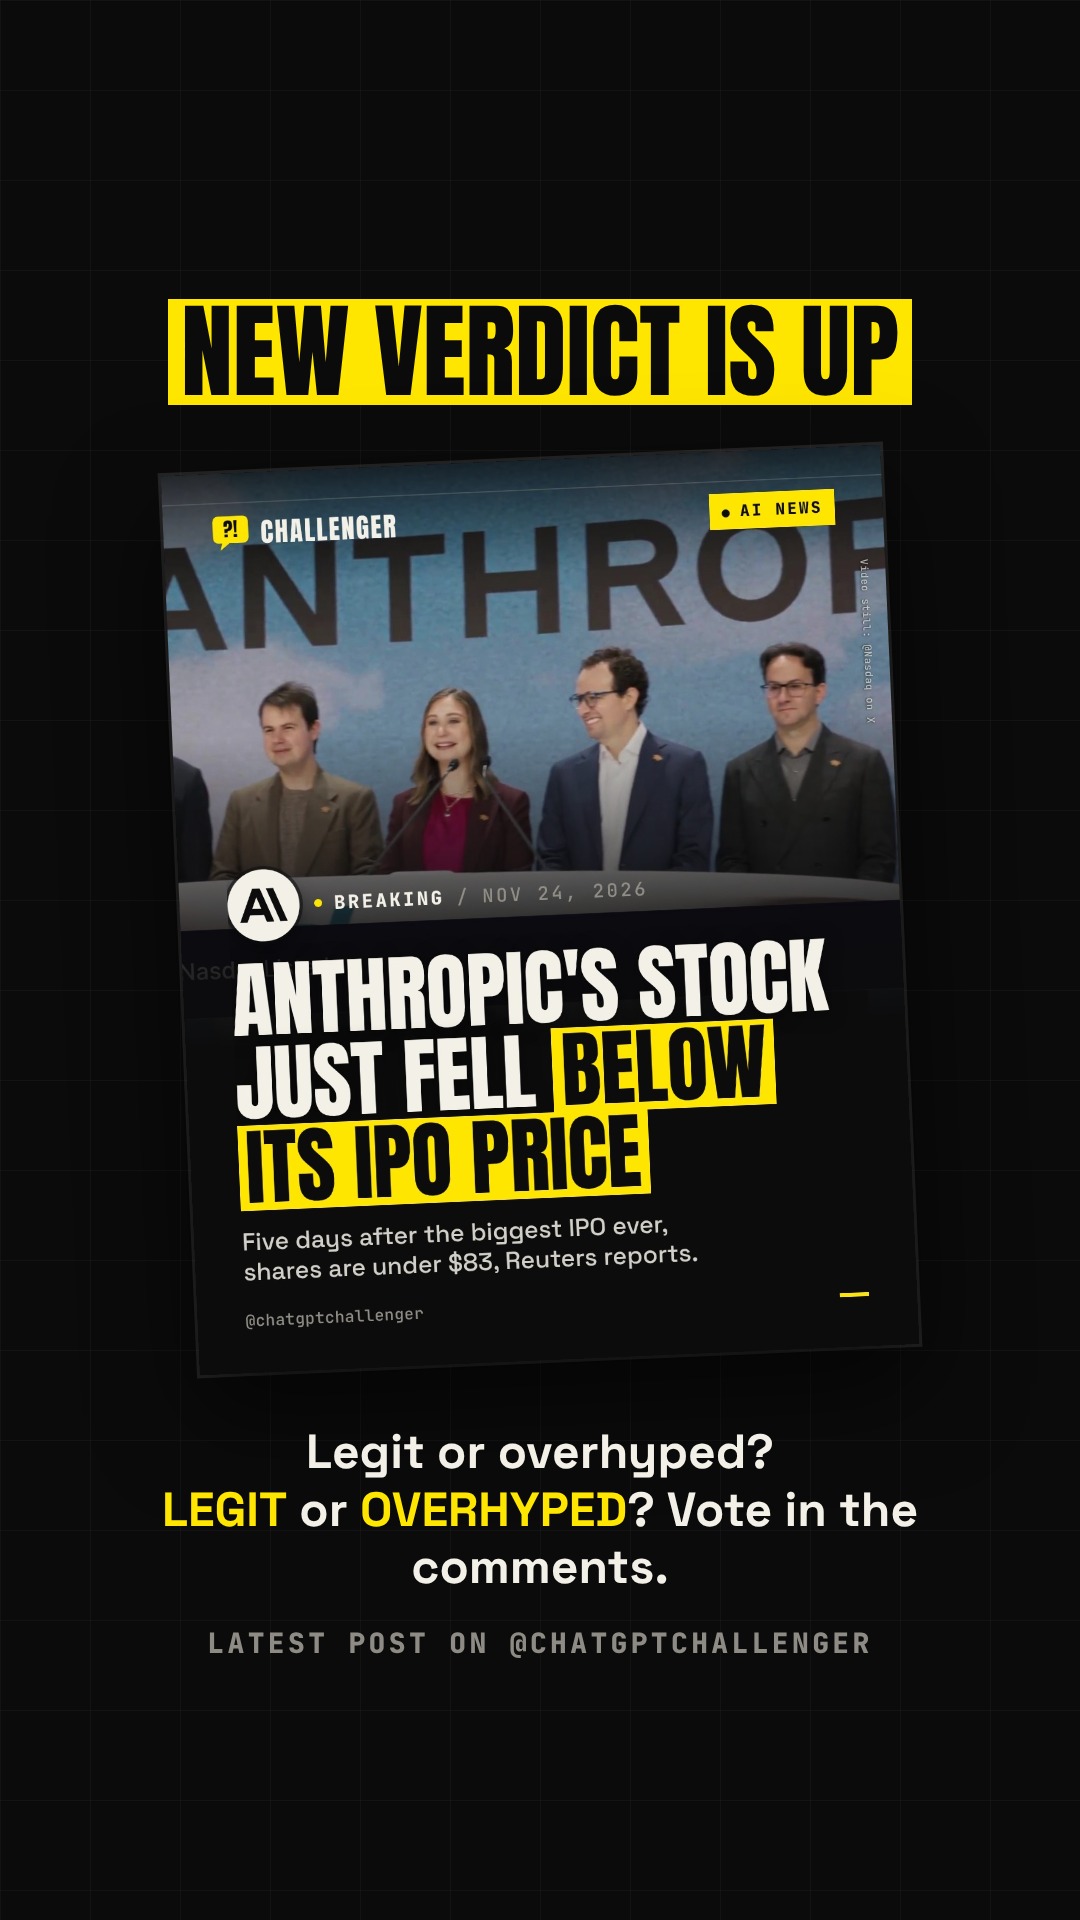 NEW VERDICT IS UP
?! CHALLENGER
• AI NEWS
ANTHROP
Video still: @Nasdaq on X
AI
• BREAKING / NOV 24, 2026
Nasd
ANTHROPIC'S STOCK
JUST FELL BELOW
ITS IPO PRICE
Five days after the biggest IPO ever,
shares are under $83, Reuters reports.
@chatgptchallenger
Legit or overhyped?
LEGIT or OVERHYPED? Vote in the
comments.
LATEST POST ON @CHATGPTCHALLENGER